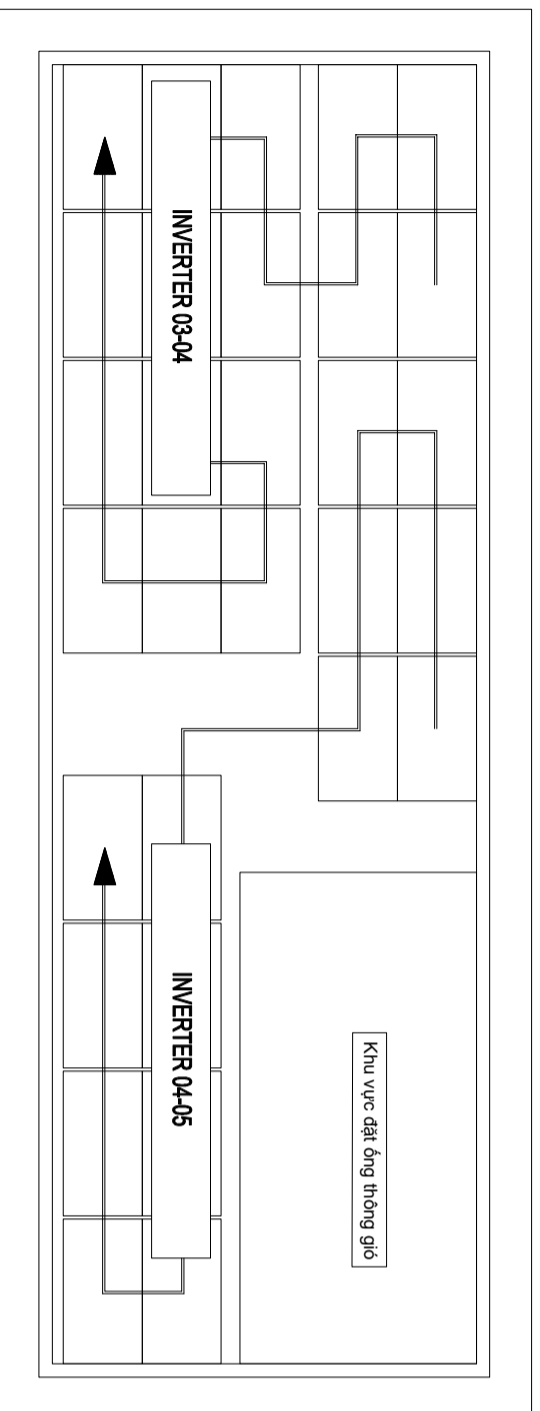 INVERTER 03-04
INVERTER 04-05
Khu vực đặt ống thông gió